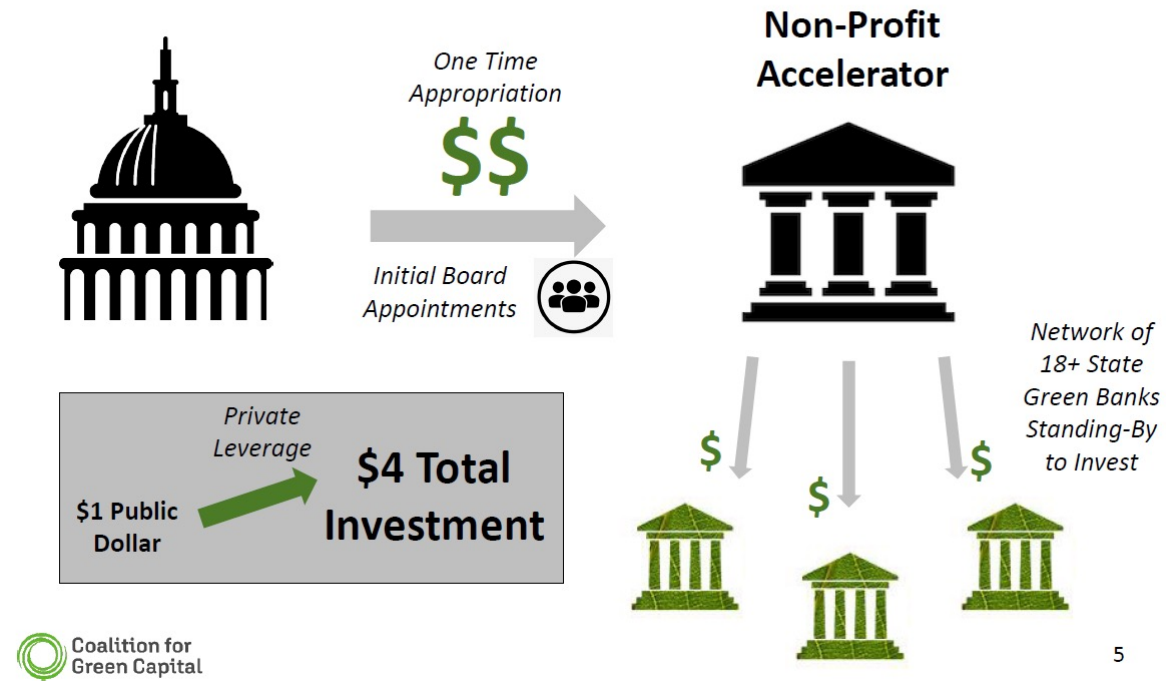 One Time
Appropriation
$$
Initial Board
Appointments
Non-Profit
Accelerator
Network of
18+ State
Green Banks
Standing-By
to Invest
$
$
$
Private
Leverage
$1 Public
Dollar
$4 Total
Investment
Coalition for
Green Capital
5